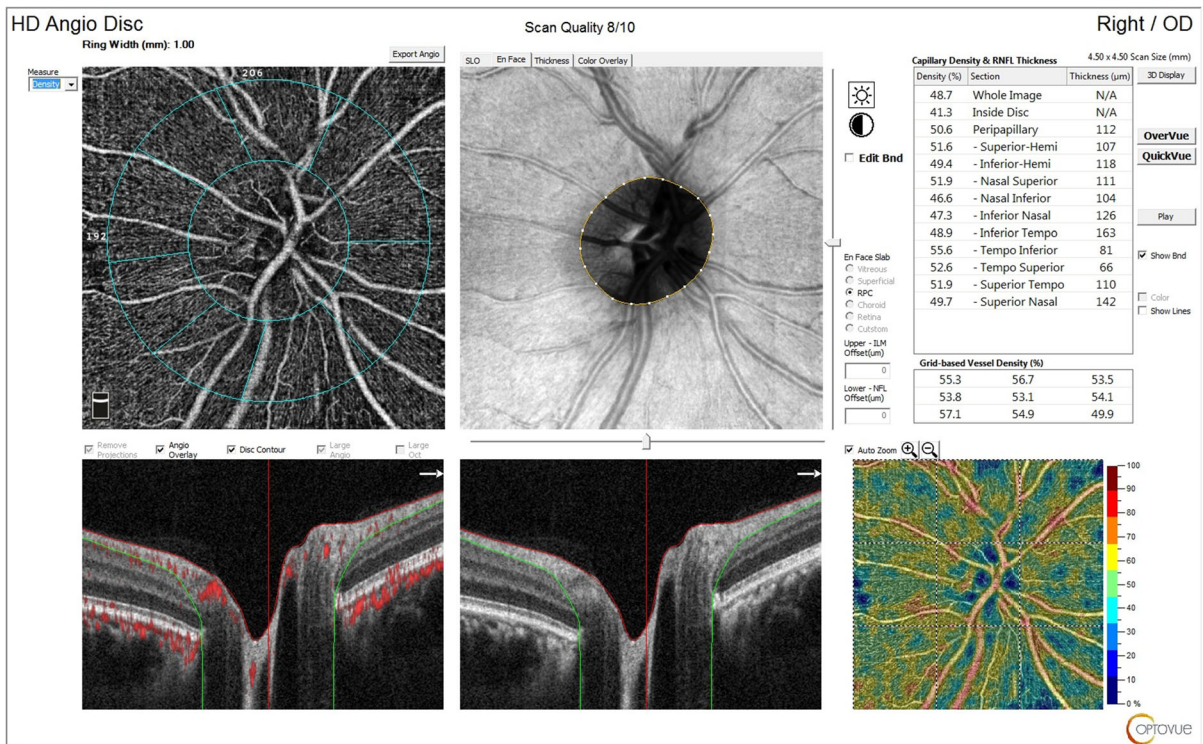 HD Angio Disc
Scan Quality 8/10
Right / OD
Ring Width (mm): 1.00
Export Angio
Measure
Density
206
192
SLO En Face Thickness Color Overlay
Edit Bnd
En Face Slab
Vitreous
Superficial
RPC
Choroid
Retina
Cutstom
Upper - ILM
Offset(um)
0
Lower - NFL
Offset(um)
0
Capillary Density & RNFL Thickness
4.50 x 4.50 Scan Size (mm)
Density (%) Section Thickness (µm)
48.7 Whole Image N/A
41.3 Inside Disc N/A
50.6 Peripapillary 112
51.6 - Superior-Hemi 107
49.4 - Inferior-Hemi 118
51.9 - Nasal Superior 111
46.6 - Nasal Inferior 104
47.3 - Inferior Nasal 126
48.9 - Inferior Tempo 163
55.6 - Tempo Inferior 81
52.6 - Tempo Superior 66
51.9 - Superior Tempo 110
49.7 - Superior Nasal 142
3D Display
OverVue
QuickVue
Play
Show Bnd
Color
Show Lines
Grid-based Vessel Density (%)
55.3 56.7 53.5
53.8 53.1 54.1
57.1 54.9 49.9
Remove Projections
Angio Overlay
Disc Contour
Large Angio
Large Oct
Auto Zoom
100
90
80
70
60
50
40
30
20
10
0 %
OPTOVUE